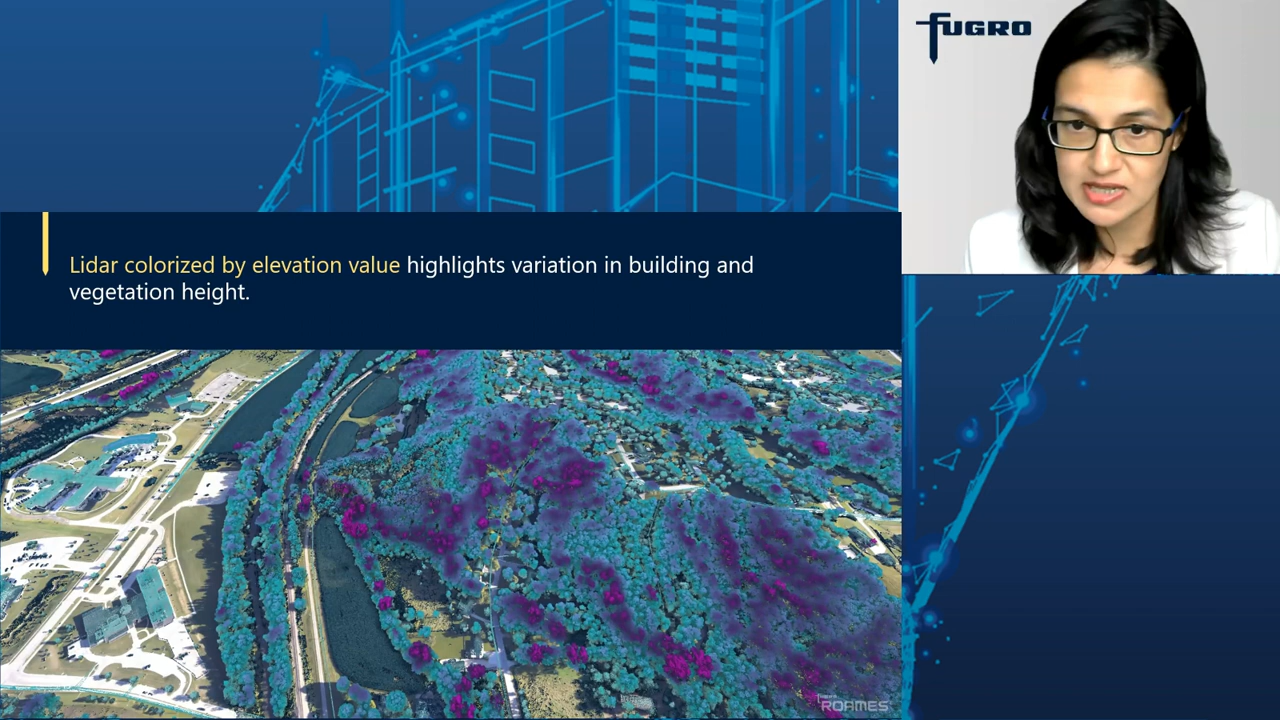 FUGRO
Lidar colorized by elevation value highlights variation in building and
vegetation height.
ROAMES